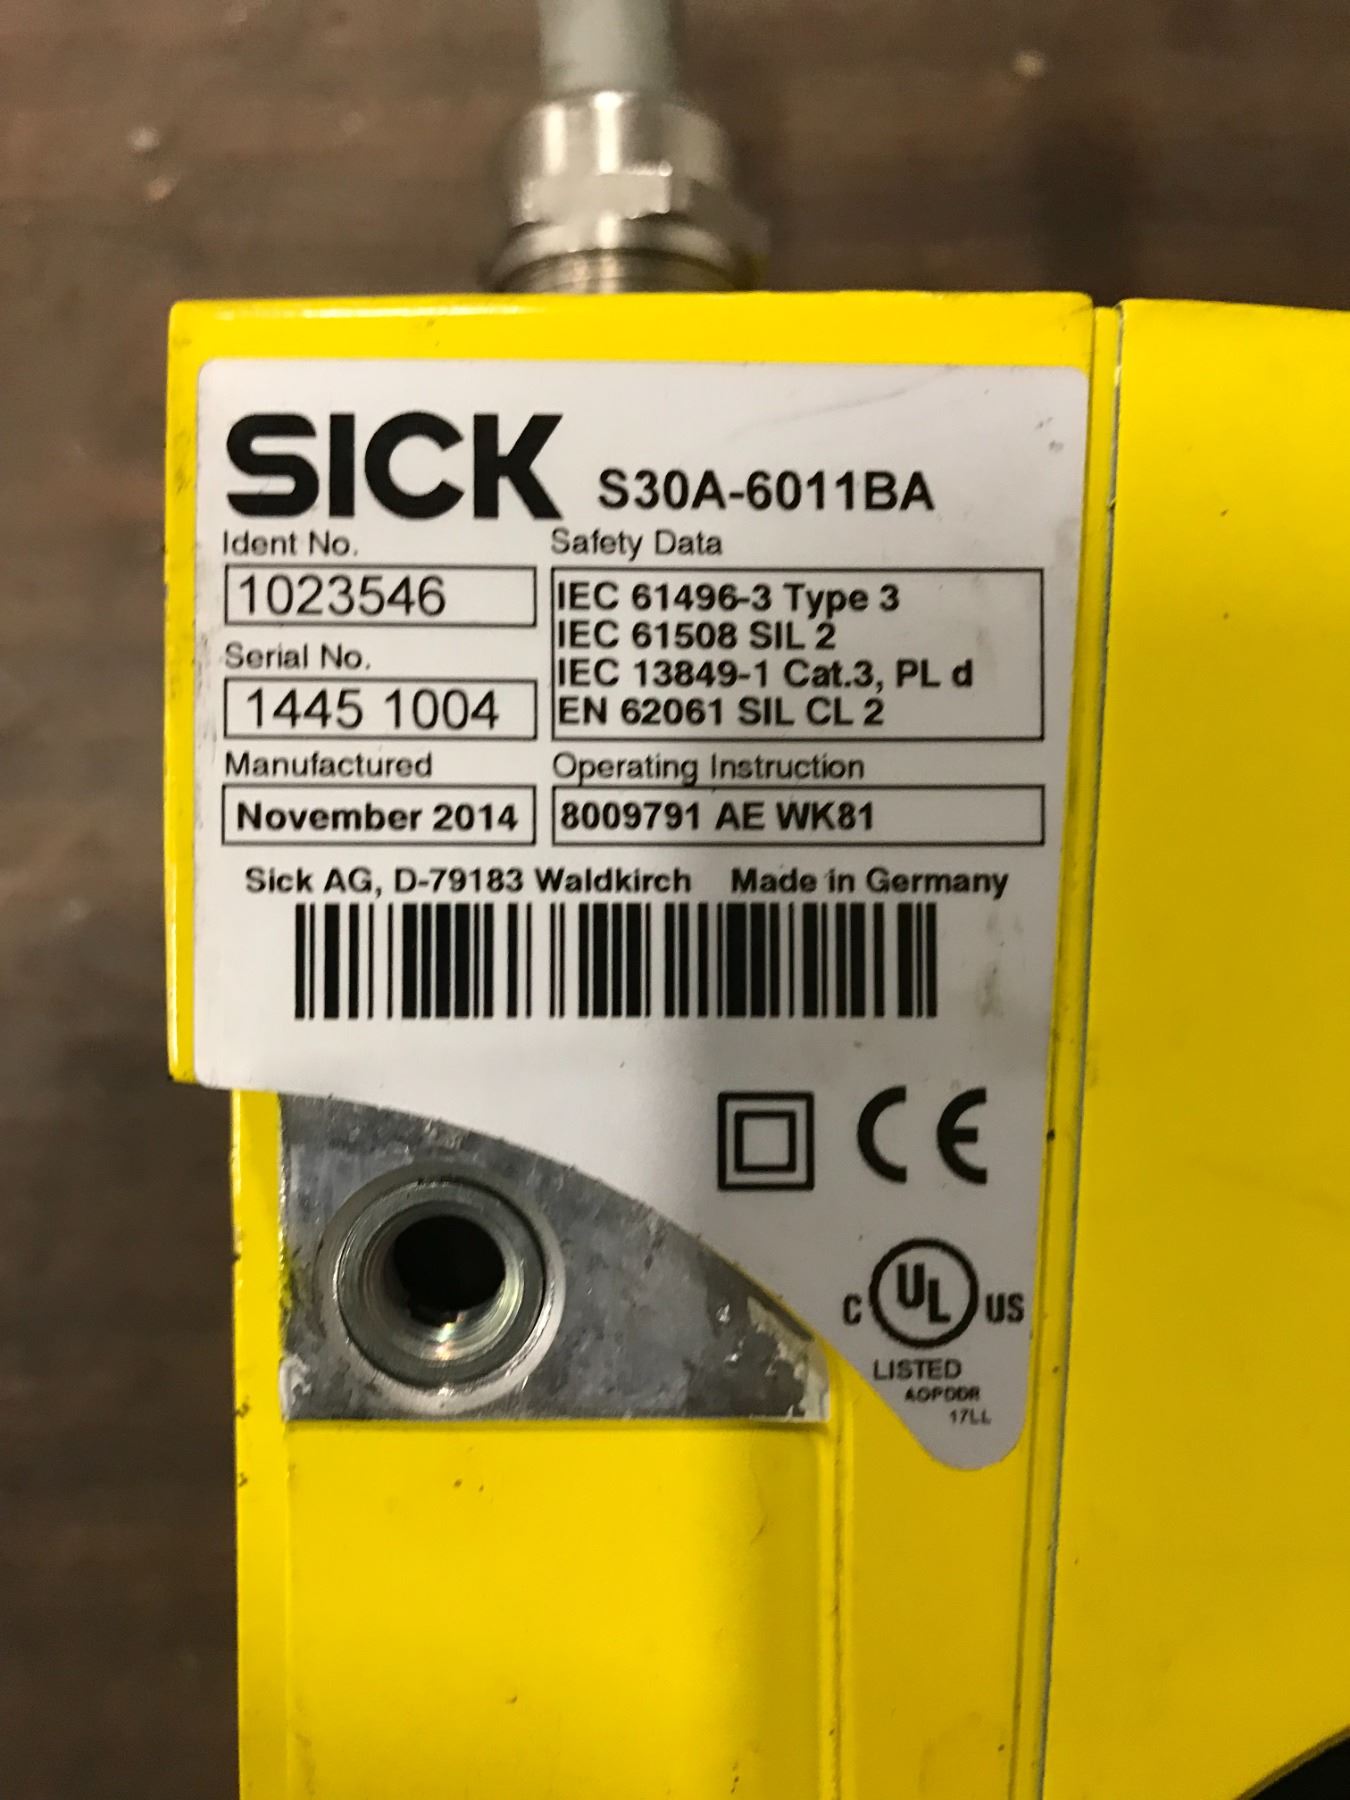 SICK S30A-6011BA
Ident No.
1023546
Serial No.
1445 1004
Manufactured
November 2014
Safety Data
IEC 61496-3 Type 3
IEC 61508 SIL 2
IEC 13849-1 Cat.3, PL d
EN 62061 SIL CL 2
Operating Instruction
8009791 AE WK81
Sick AG, D-79183 Waldkirch Made in Germany
CE
C UL US
LISTED
AOPDDR
17LL